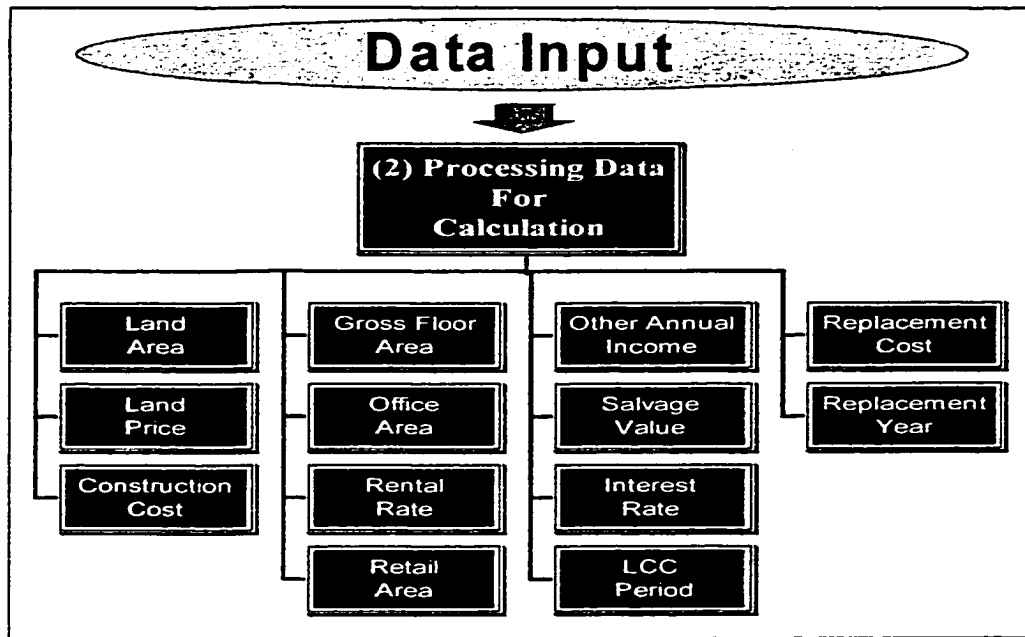 Data Input
(2) Processing Data
For
Calculation
Land
Area
Land
Price
Construction
Cost
Gross Floor
Area
Office
Area
Rental
Rate
Retail
Area
Other Annual
Income
Salvage
Value
Interest
Rate
LCC
Period
Replacement
Cost
Replacement
Year